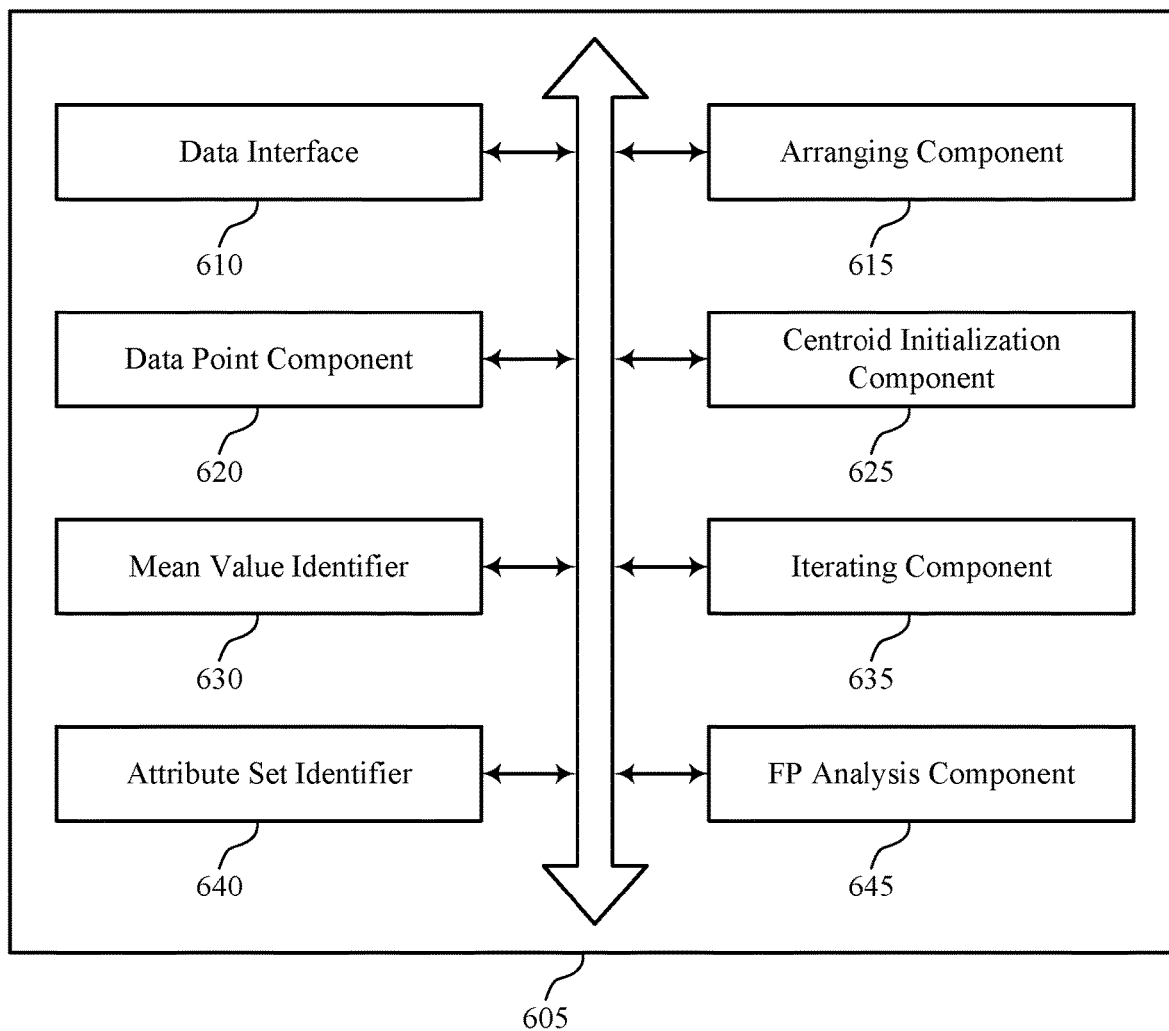 Data Interface
610
Arranging Component
615
Data Point Component
620
Centroid Initialization
Component
625
Mean Value Identifier
630
Iterating Component
635
Attribute Set Identifier
640
FP Analysis Component
645
605